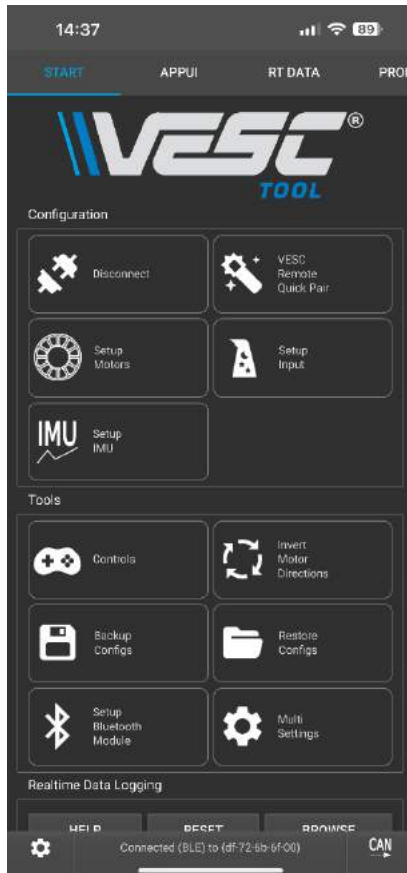 14:37
89
START APPUI RT DATA
VESC®
TOOL
Configuration
Disconnect
VESC
Remote
Quick Pair
Setup
Motors
Setup
Input
IMU
Setup
IMU
Tools
Controls
Invert
Motor
Directions
Backup
Configs
Restore
Configs
Setup
Bluetooth
Module
Multi
Settings
Realtime Data Logging
HELP RESET BROWSE
Connected (BLE) to (df-72-6b-6f-00)
CAN